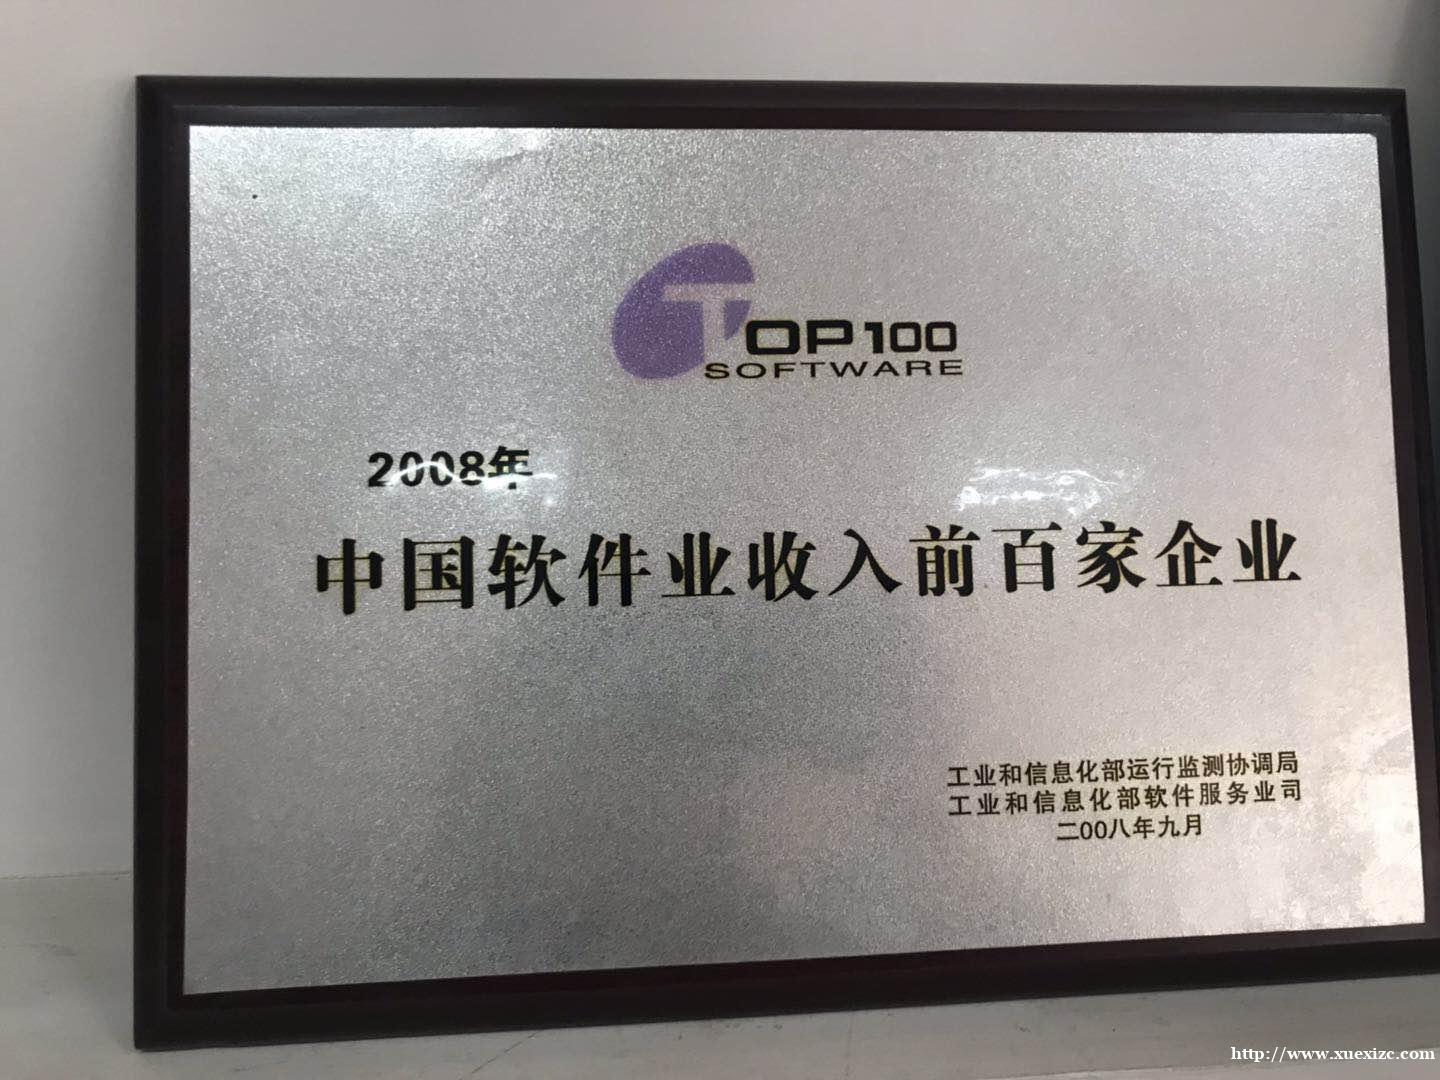 TOP100
SOFTWARE
2008年
中国软件业收入前百家企业
工业和信息化部运行监测协调局
工业和信息化部软件服务业司
二00八年九月
http://www.xuexizc.com